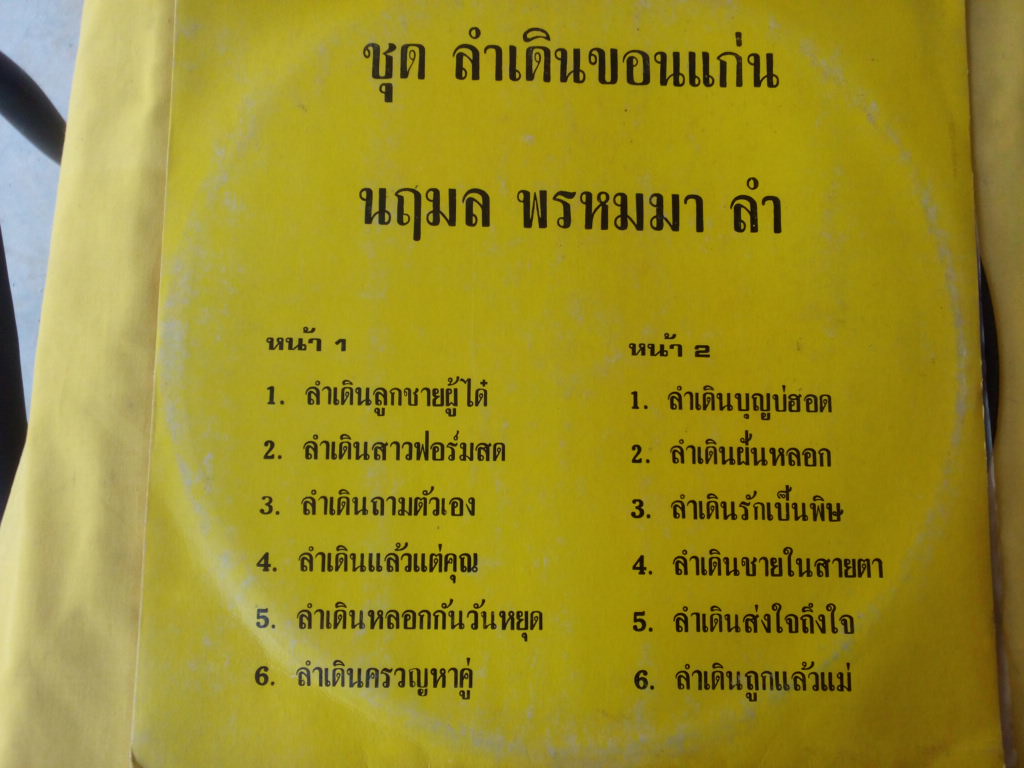 ชุด ลำเดินขอนแก่น
นฤมล พรหมมา ลำ
หน้า 1
1. ลำเดินลูกชายผู้ได๋
2. ลำเดินสาวฟอร์มสด
3. ลำเดินถามตัวเอง
4. ลำเดินแล้วแต่คุณ
5. ลำเดินหลอกกันวันหยุด
6. ลำเดินครวญหาคู่
หน้า 2
1. ลำเดินบุญบ่ฮอด
2. ลำเดินฝั้นหลอก
3. ลำเดินรักเปื้นพิษ
4. ลำเดินชายในสายตา
5. ลำเดินส่งใจถึงใจ
6. ลำเดินถูกแล้วแม่